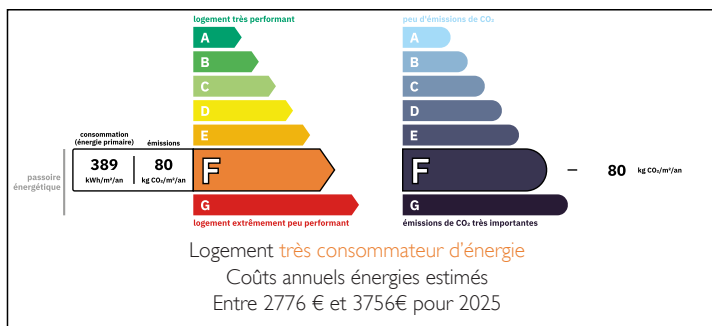 logement très performant
A
B
C
D
E
consommation
(énergie primaire)
émissions
389
kWh/m²/an
80
kg CO₂/m²/an
F
passoire
énergétique
G
logement extrêmement peu performant
peu d'émissions de CO₂
A
B
C
D
E
F
80 kg CO₂/m²/an
G
émissions de CO₂ très importantes
Logement très consommateur d'énergie
Coûts annuels énergies estimés
Entre 2776 € et 3756€ pour 2025